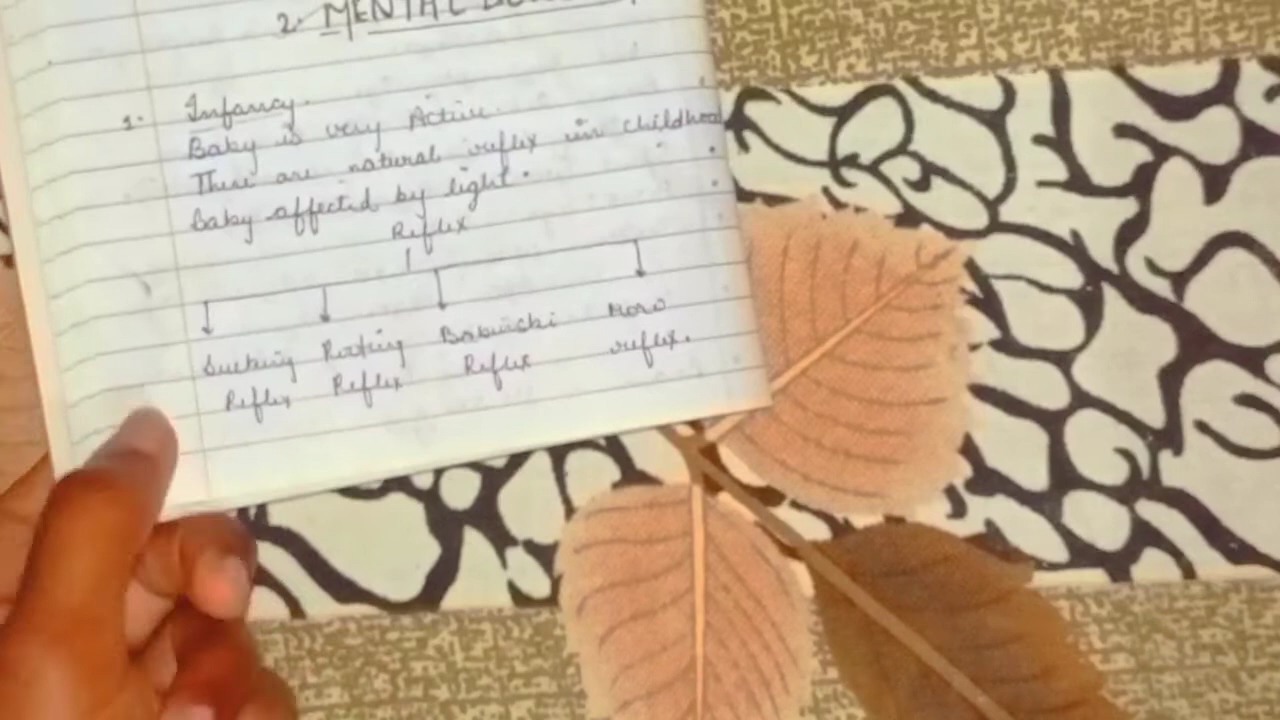 2. MENTAL
1. Infancy.
Baby is very Active.
There are natural reflex in childhood
Baby affected by light.
Reflex
Sucking Rooting Babinski Moro
Reflex Reflex Reflex reflex.